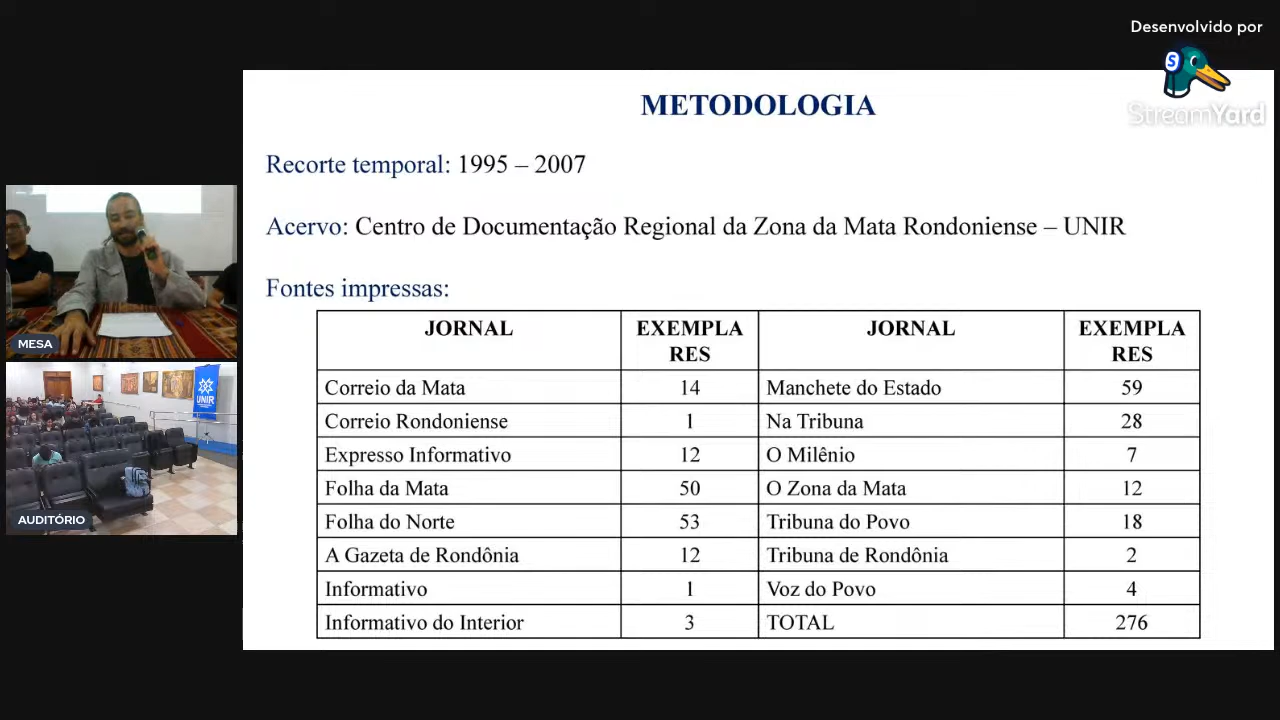 Desenvolvido por
S
StreamYard
METODOLOGIA
Recorte temporal: 1995 – 2007
Acervo: Centro de Documentação Regional da Zona da Mata Rondoniense – UNIR
Fontes impressas:
JORNAL EXEMPLA RES JORNAL EXEMPLA RES
Correio da Mata 14 Manchete do Estado 59
Correio Rondoniense 1 Na Tribuna 28
Expresso Informativo 12 O Milênio 7
Folha da Mata 50 O Zona da Mata 12
Folha do Norte 53 Tribuna do Povo 18
A Gazeta de Rondônia 12 Tribuna de Rondônia 2
Informativo 1 Voz do Povo 4
Informativo do Interior 3 TOTAL 276
MESA
UNIR
AUDITÓRIO